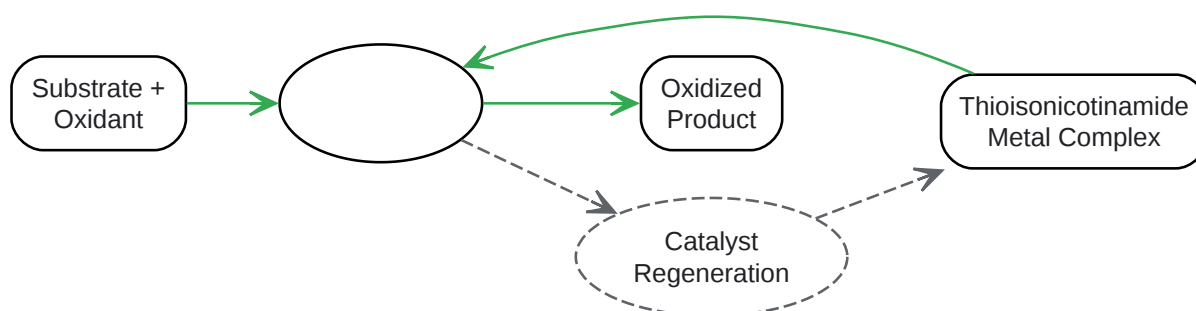 Substrate +
Oxidant
Oxidized
Product
Thioisonicotinamide
Metal Complex
Catalyst
Regeneration